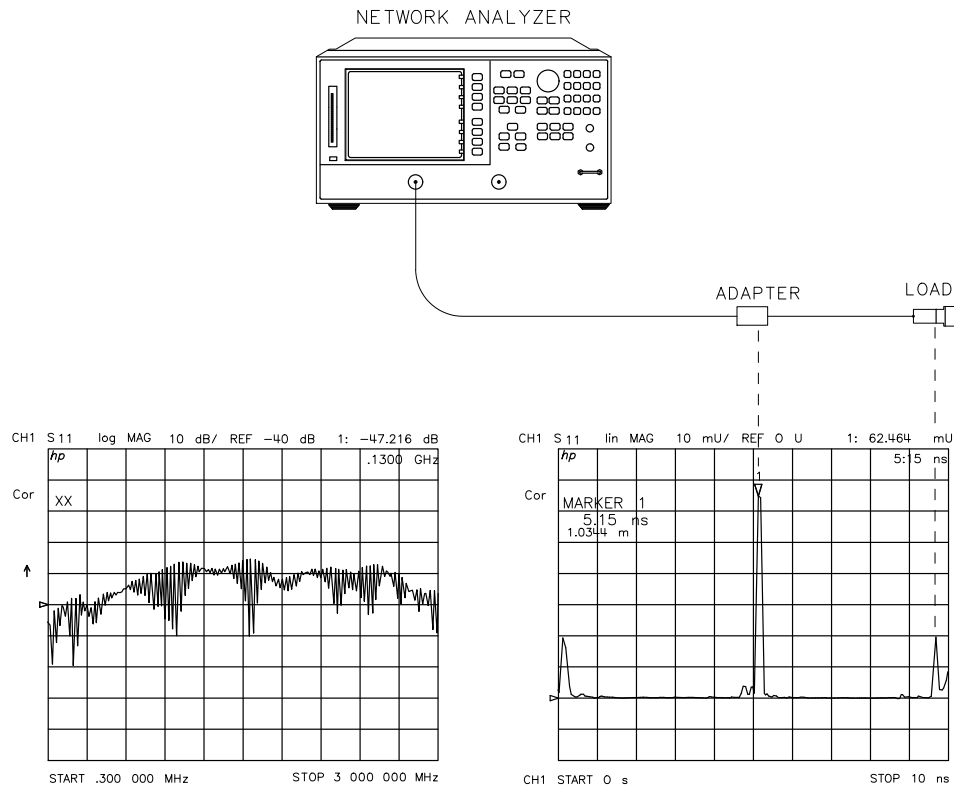 NETWORK ANALYZER
ADAPTER
LOAD
CH1 S 11 log MAG 10 dB/ REF -40 dB 1: -47.216 dB
hp
.1300 GHz
Cor
XX
START .300 000 MHz STOP 3 000 000 MHz
CH1 S 11 lin MAG 10 mU/ REF 0 U 1: 62.464 mU
hp
5:15 ns
1
Cor
MARKER 1
5.15 ns
1.0344 m
CH1 START 0 s STOP 10 ns